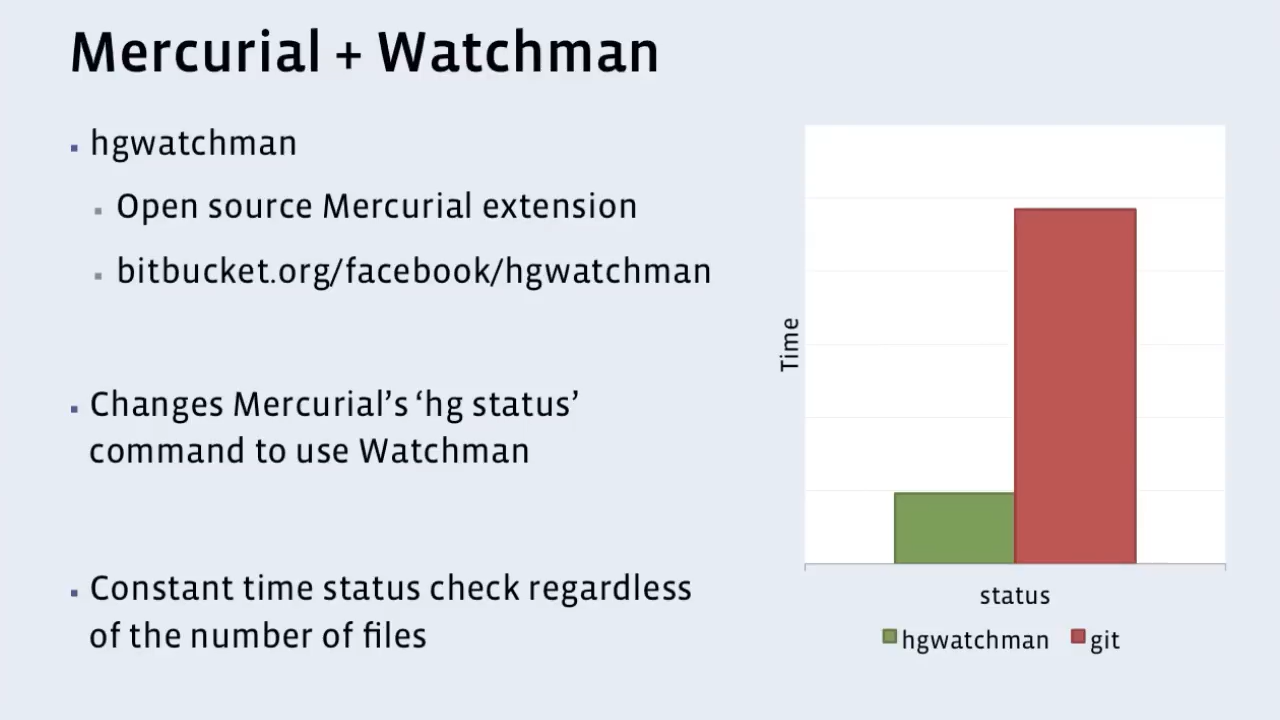 Mercurial + Watchman
hgwatchman
Open source Mercurial extension
bitbucket.org/facebook/hgwatchman
Changes Mercurial’s ‘hg status’
command to use Watchman
Constant time status check regardless
of the number of files
Time
status
hgwatchman git